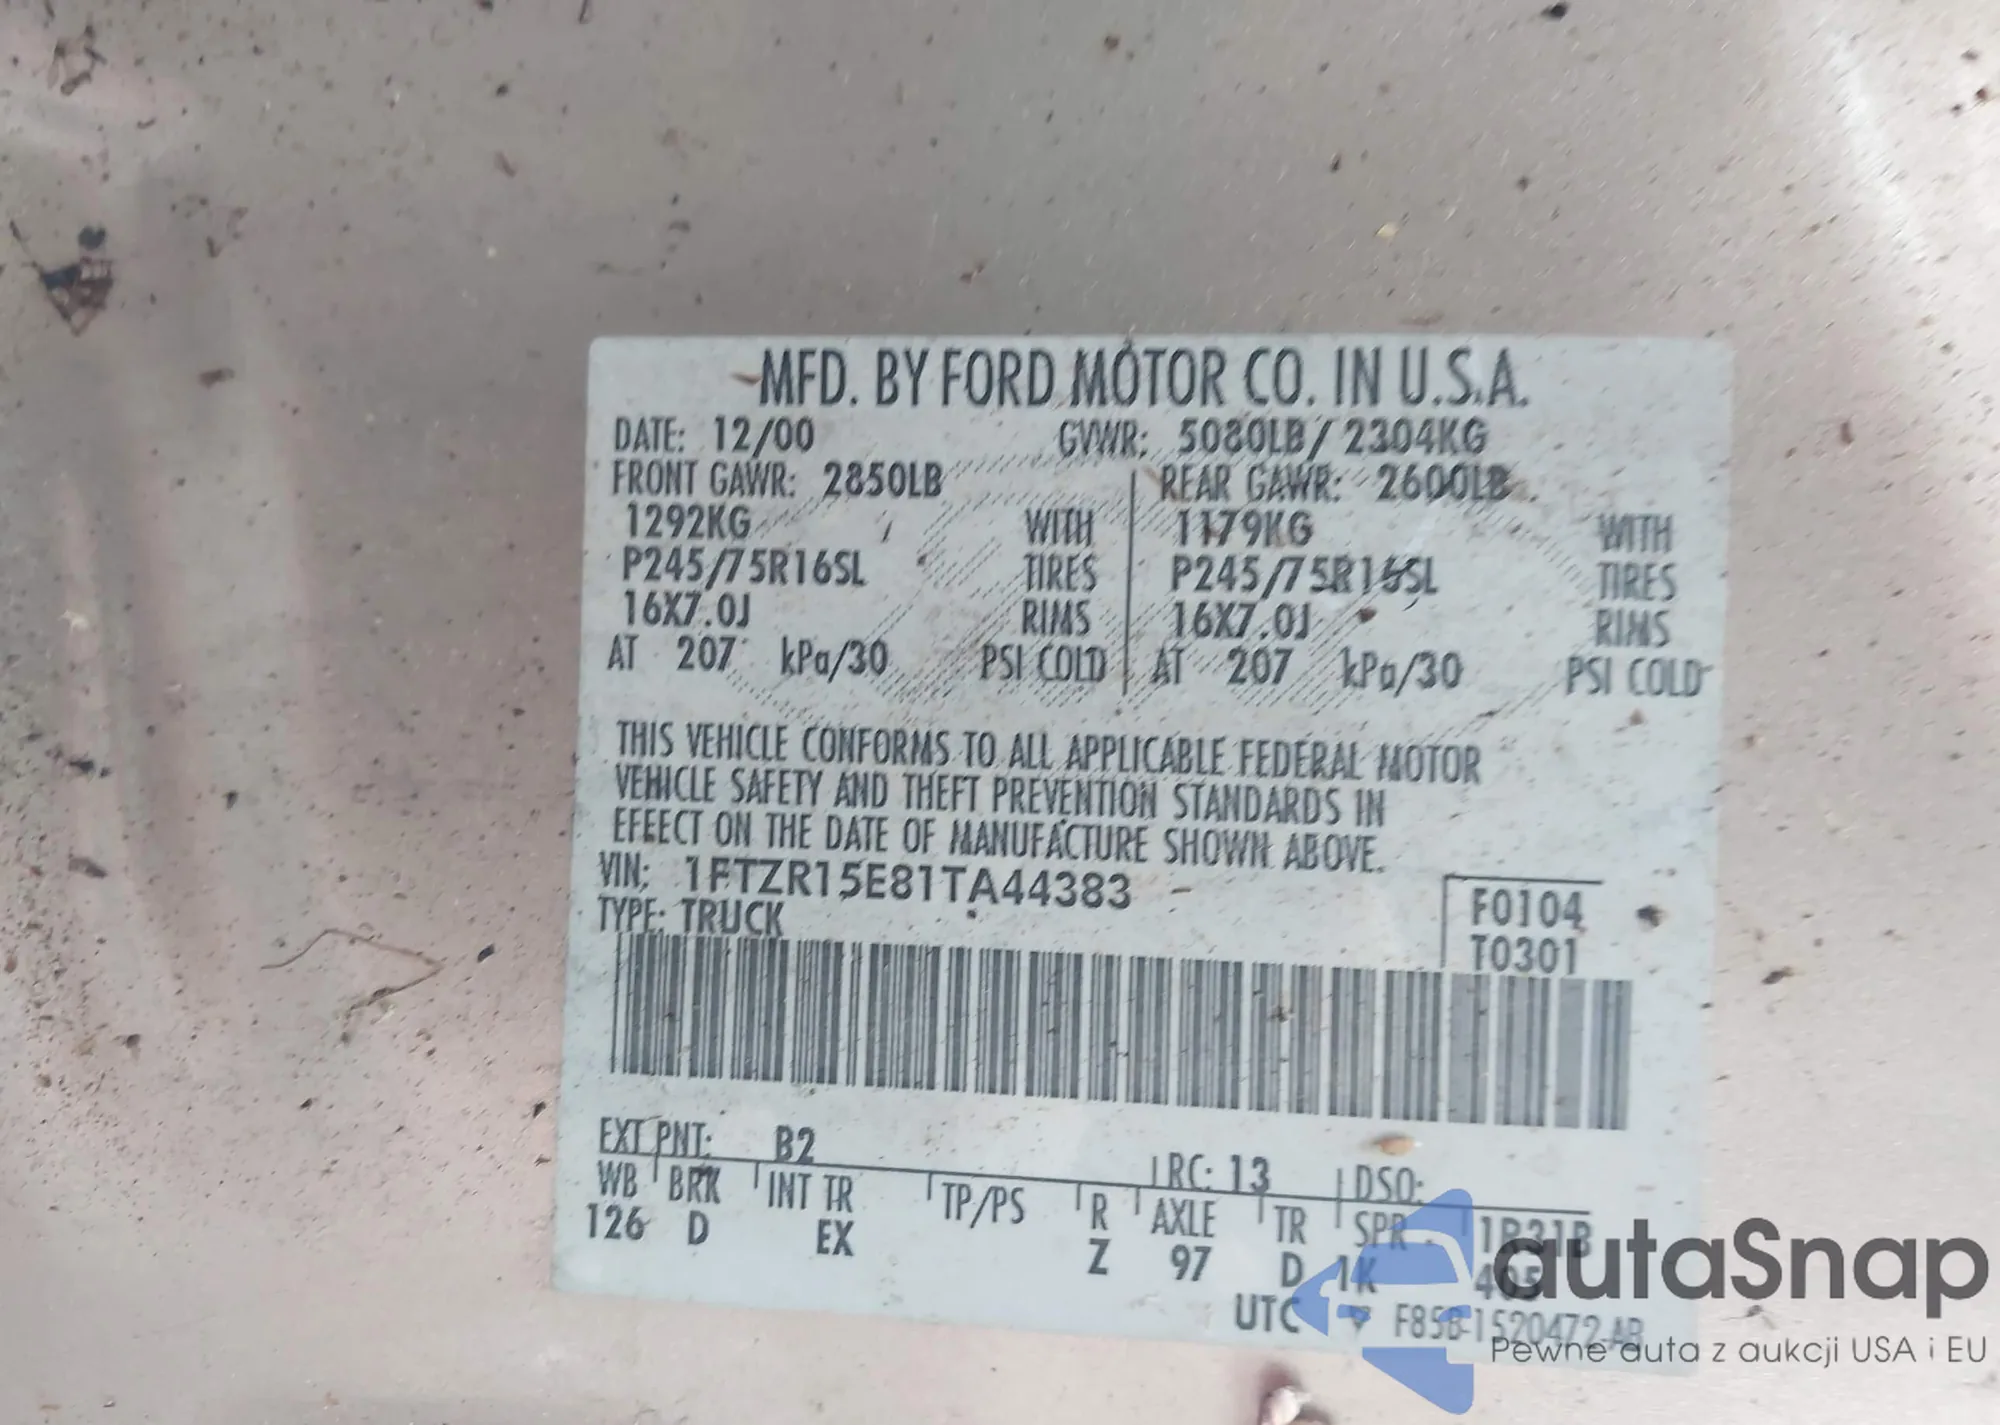 MFD. BY FORD MOTOR CO. IN U.S.A.
DATE: 12/00 GVWR: 5080LB/ 2304KG
FRONT GAWR: 2850LB REAR GAWR: 2600LB
1292KG WITH 1179KG WITH
P245/75R16SL TIRES P245/75R16SL TIRES
16X7.0J RIMS 16X7.0J RIMS
AT 207 kPa/30 PSI COLD AT 207 kPa/30 PSI COLD
THIS VEHICLE CONFORMS TO ALL APPLICABLE FEDERAL MOTOR
VEHICLE SAFETY AND THEFT PREVENTION STANDARDS IN
EFFECT ON THE DATE OF MANUFACTURE SHOWN ABOVE.
VIN: 1FTZR15E81TA44383
TYPE: TRUCK
F0104
T0301
EXT PNT: B2 RC: 13 DSO:
WB BRK INT TR TP/PS R AXLE TR SPR
126 D EX Z 97 D 1K 405
UTC F85B-1520472-AB
autaSnap
Pewne auta z aukcji USA i EU